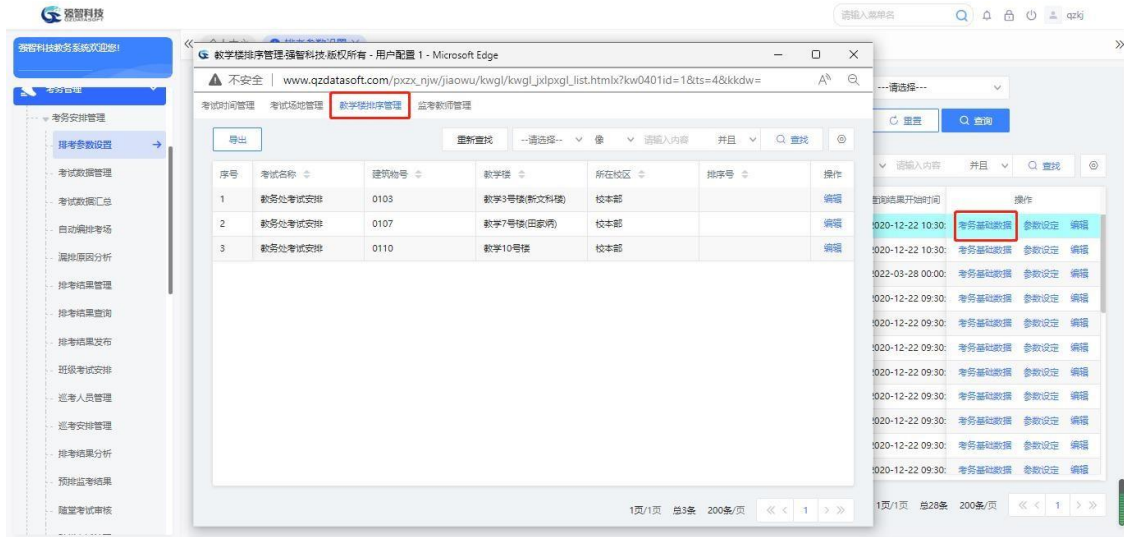 强智科技
请输入菜单名
qzkj
强智科技教务系统欢迎您!
考务管理
考务安排管理
排考参数设置
考试数据管理
考试数据汇总
自动编排考场
漏排原因分析
排考结果管理
排考结果查询
排考结果发布
班级考试安排
巡考人员管理
巡考安排管理
排考结果分析
预排监考结果
随堂考试审核
教学楼排序管理-强智科技-版权所有 - 用户配置 1 - Microsoft Edge
不安全 | www.qzdatasoft.com/pxzx_njw/jiaowu/kwgl/kwgl_jxlpxgl_list.htmlx?kw0401id=1&ts=4&kkdw=
考试时间管理 考试场地管理 教学楼排序管理 监考教师管理
导出 重新查找 --请选择-- 像 请输入内容 并且 查找
序号 考试名称 建筑物号 教学楼 所在校区 排序号 操作
1 教务处考试安排 0103 教学3号楼(新文科楼) 校本部 编辑
2 教务处考试安排 0107 教学7号楼(田家炳) 校本部 编辑
3 教务处考试安排 0110 教学10号楼 校本部 编辑
1页/1页 总3条 200条/页 1
---请选择---
重置 查询
请输入内容 并且 查找
查询结果开始时间 操作
2020-12-22 10:30: 考务基础数据 参数设定 编辑
2020-12-22 10:30: 考务基础数据 参数设定 编辑
2022-03-28 00:00: 考务基础数据 参数设定 编辑
2020-12-22 09:30: 考务基础数据 参数设定 编辑
2020-12-22 09:30: 考务基础数据 参数设定 编辑
2020-12-22 09:30: 考务基础数据 参数设定 编辑
2020-12-22 09:30: 考务基础数据 参数设定 编辑
2020-12-22 09:30: 考务基础数据 参数设定 编辑
2020-12-22 09:30: 考务基础数据 参数设定 编辑
2020-12-22 09:30: 考务基础数据 参数设定 编辑
2020-12-22 09:30: 考务基础数据 参数设定 编辑
1页/1页 总28条 200条/页 1